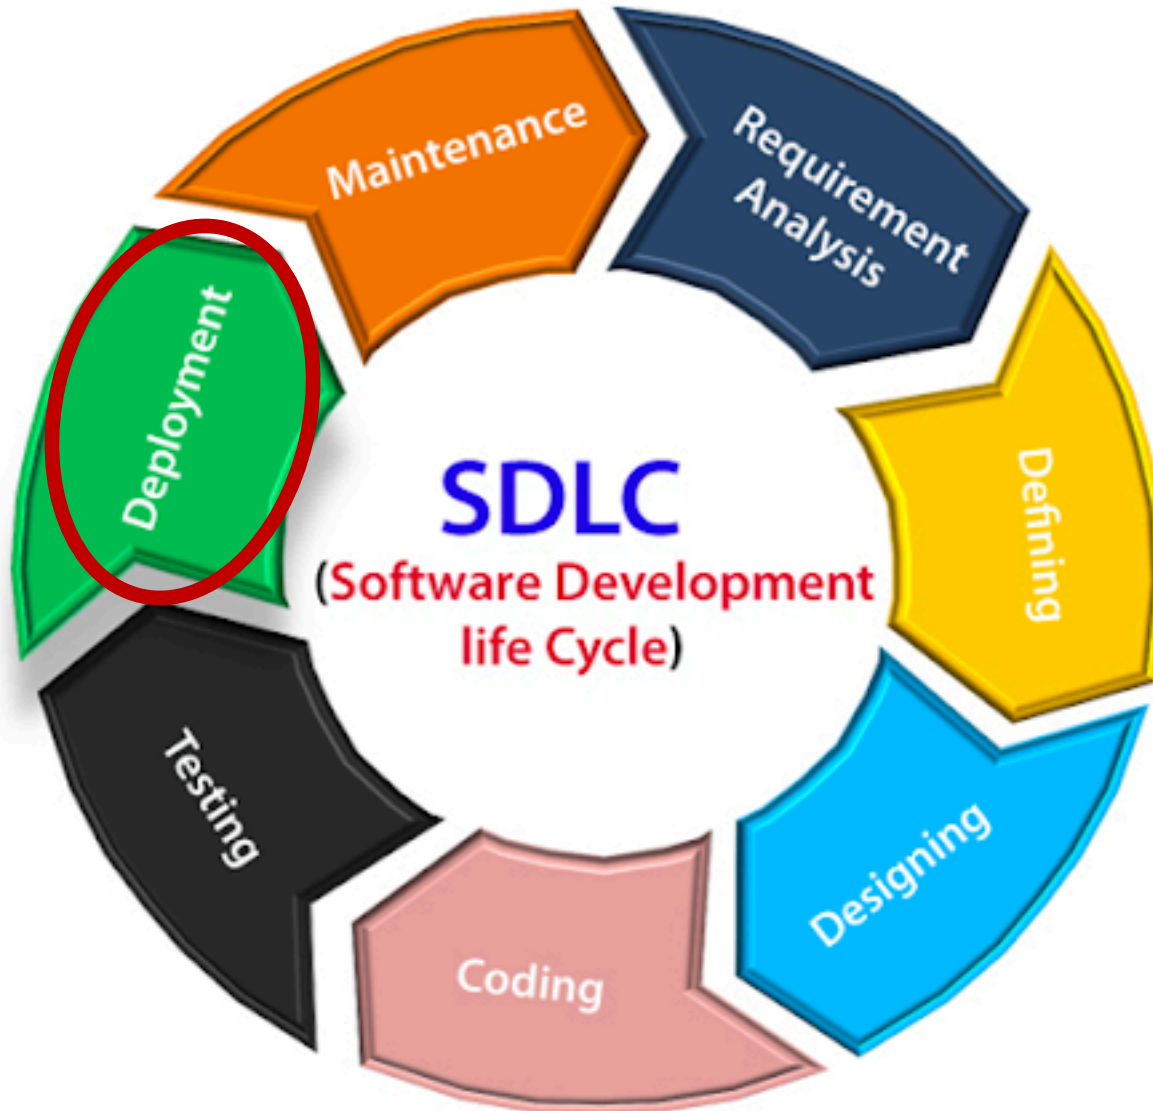 Maintenance
Requirement
Analysis
Deployment
SDLC
(Software Development
life Cycle)
Defining
Testing
Designing
Coding